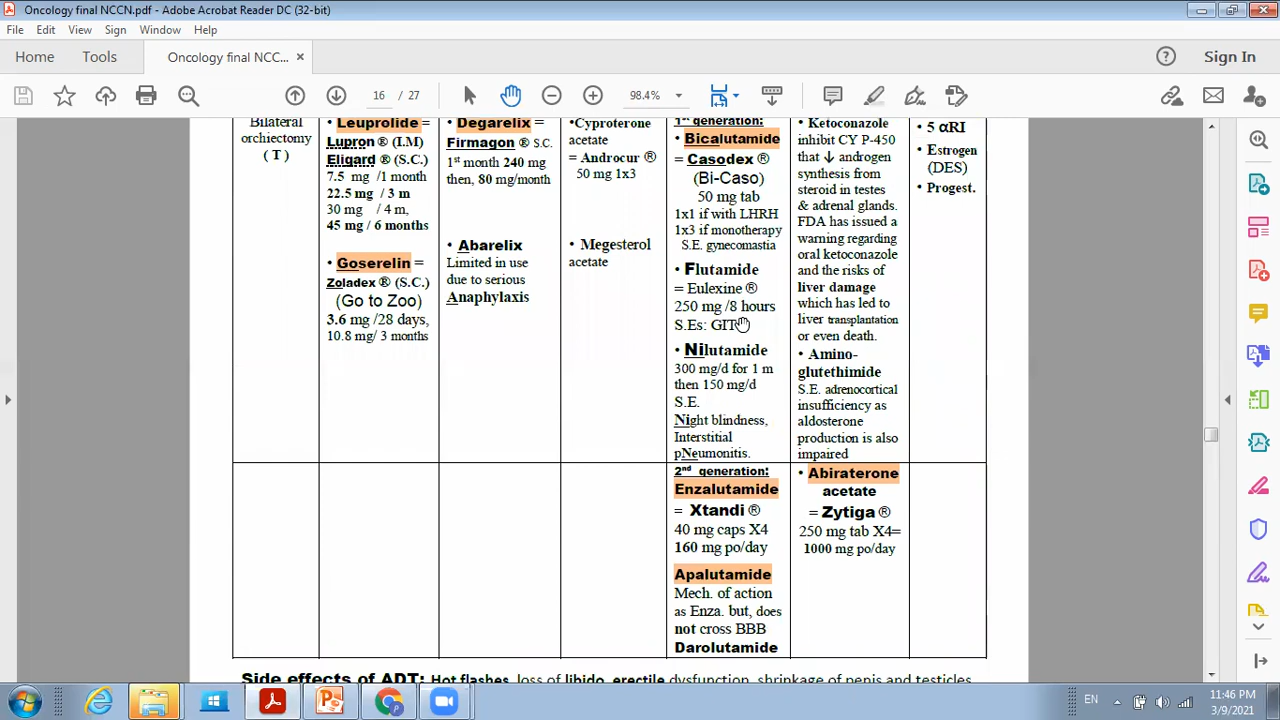 Oncology final NCCN.pdf - Adobe Acrobat Reader DC (32-bit)
File Edit View Sign Window Help
Home Tools Oncology final NCC... × Sign In
16 / 27 98.4%
Bilateral
orchiectomy
( T )
• Leuprolide =
Lupron ® (I.M)
Eligard ® (S.C.)
7.5 mg /1 month
22.5 mg / 3 m
30 mg / 4 m,
45 mg / 6 months
• Goserelin =
Zoladex ® (S.C.)
(Go to Zoo)
3.6 mg /28 days,
10.8 mg/ 3 months
• Degarelix =
Firmagon ® S.C.
1st month 240 mg
then, 80 mg/month
• Abarelix
Limited in use
due to serious
Anaphylaxis
•Cyproterone
acetate
= Androcur ®
50 mg 1x3
• Megesterol
acetate
1st generation:
• Bicalutamide
= Casodex ®
(Bi-Caso)
50 mg tab
1x1 if with LHRH
1x3 if monotherapy
S.E. gynecomastia
• Flutamide
= Eulexine ®
250 mg /8 hours
S.Es: GIT
• Nilutamide
300 mg/d for 1 m
then 150 mg/d
S.E.
Night blindness,
Interstitial
pNeumonitis.
• Ketoconazole
inhibit CY P-450
that ↓ androgen
synthesis from
steroid in testes
& adrenal glands.
FDA has issued a
warning regarding
oral ketoconazole
and the risks of
liver damage
which has led to
liver transplantation
or even death.
• Amino-
glutethimide
S.E. adrenocortical
insufficiency as
aldosterone
production is also
impaired
• 5 αRI
• Estrogen
(DES)
• Progest.
2nd generation:
Enzalutamide
= Xtandi ®
40 mg caps X4
160 mg po/day
Apalutamide
Mech. of action
as Enza. but, does
not cross BBB
Darolutamide
• Abiraterone
acetate
= Zytiga ®
250 mg tab X4=
1000 mg po/day
Side effects of ADT: Hot flashes, loss of libido, erectile dysfunction, shrinkage of penis and testicles
EN 11:46 PM
3/9/2021